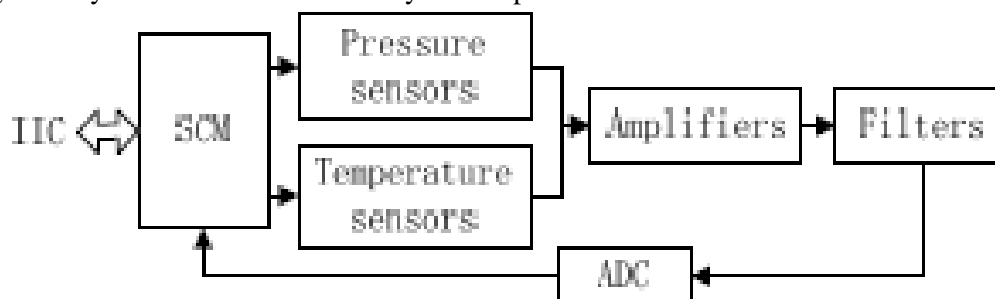 Pressure
sensors
IIC
SCM
Amplifiers
Filters
Temperature
sensors
ADC